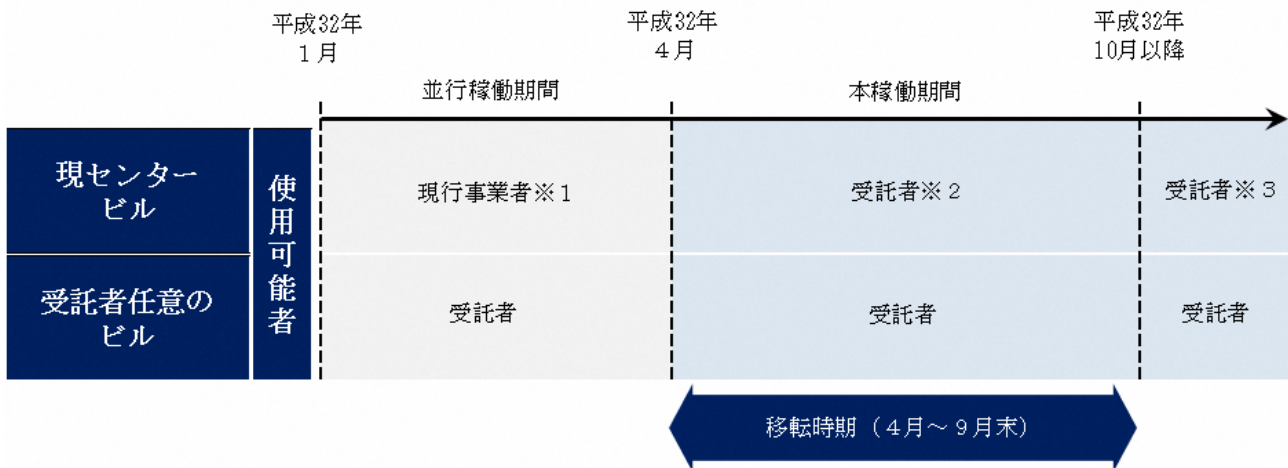 平成32年
1月
平成32年
4月
平成32年
10月以降
並行稼働期間
本稼働期間
現センター
ビル
使用可能者
現行事業者※1
受託者※2
受託者※3
受託者任意の
ビル
受託者
受託者
受託者
移転時期（4月～9月末）